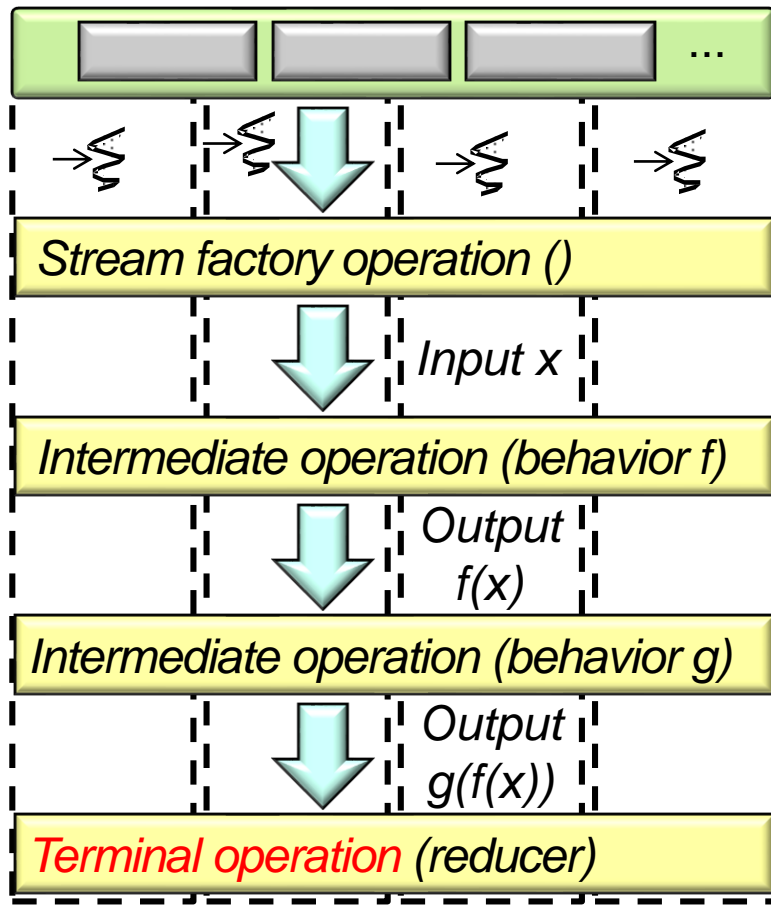 ...
Stream factory operation ()
Input x
Intermediate operation (behavior f)
Output
f(x)
Intermediate operation (behavior g)
Output
g(f(x))
Terminal operation (reducer)